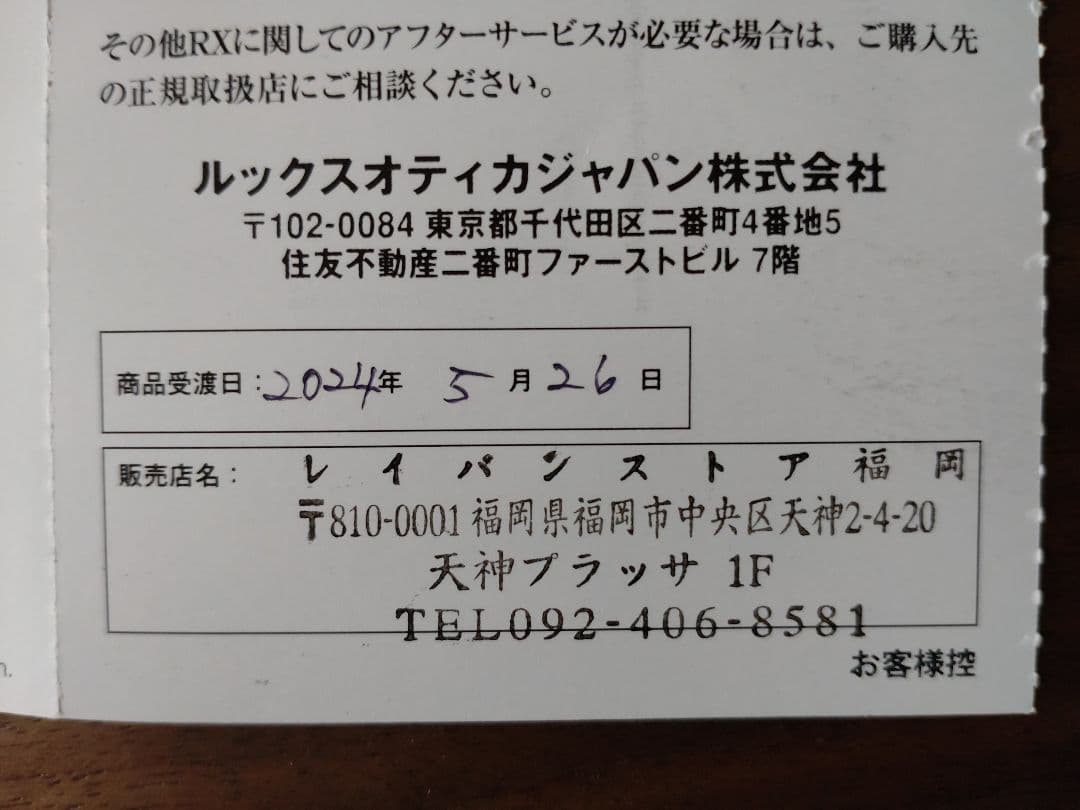 その他RXに関してのアフターサービスが必要な場合は、ご購入先
の正規取扱店にご相談ください。
ルックスオティカジャパン株式会社
〒102-0084 東京都千代田区二番町4番地5
住友不動産二番町ファーストビル 7階
商品受渡日：2024年 5月26日
販売店名： レイバンストア福岡
〒810-0001 福岡県福岡市中央区天神2-4-20
天神プラッサ 1F
TEL092-406-8581
お客様控